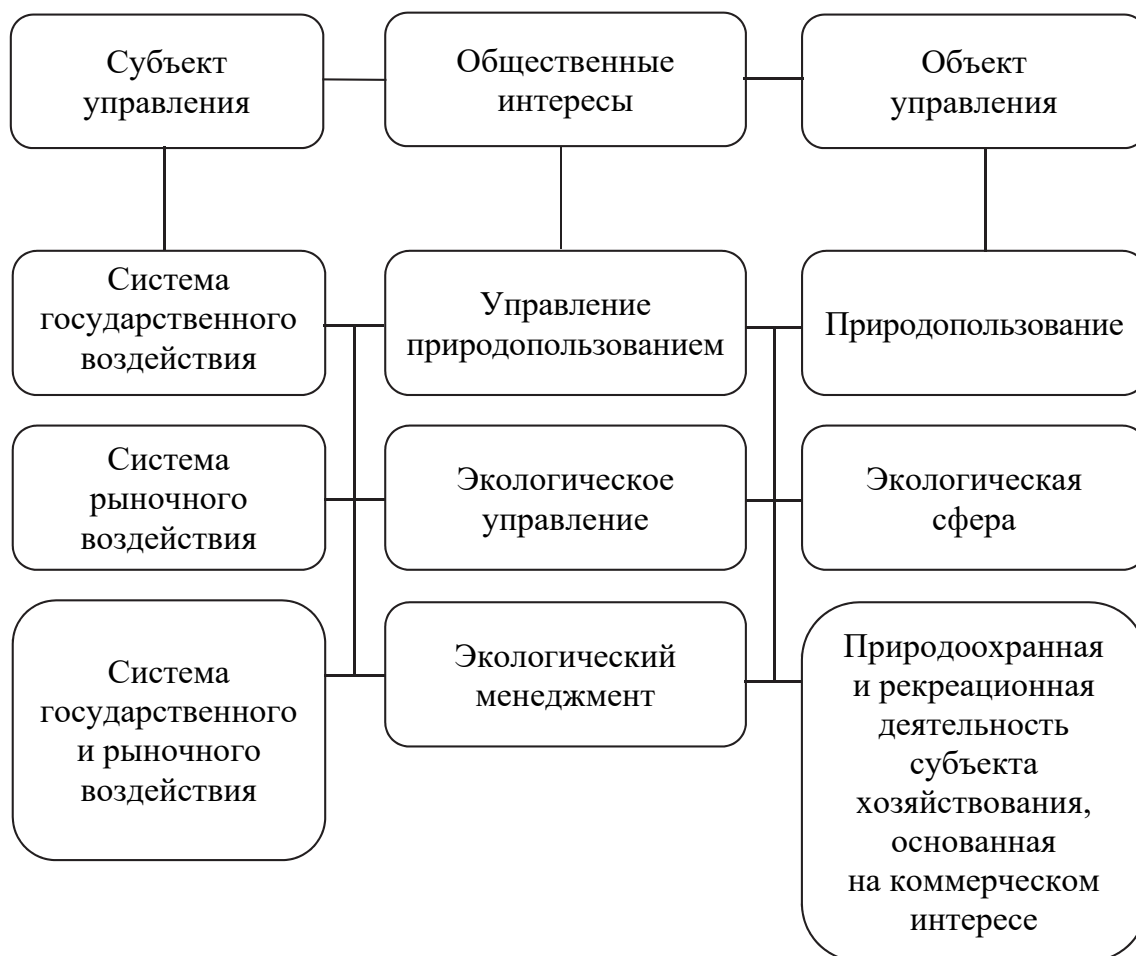 Субъект
управления
Общественные
интересы
Объект
управления
Система
государственного
воздействия
Управление
природопользованием
Природопользование
Система
рыночного
воздействия
Экологическое
управление
Экологическая
сфера
Система
государственного
и рыночного
воздействия
Экологический
менеджмент
Природоохранная
и рекреационная
деятельность
субъекта
хозяйствования,
основанная
на коммерческом
интересе